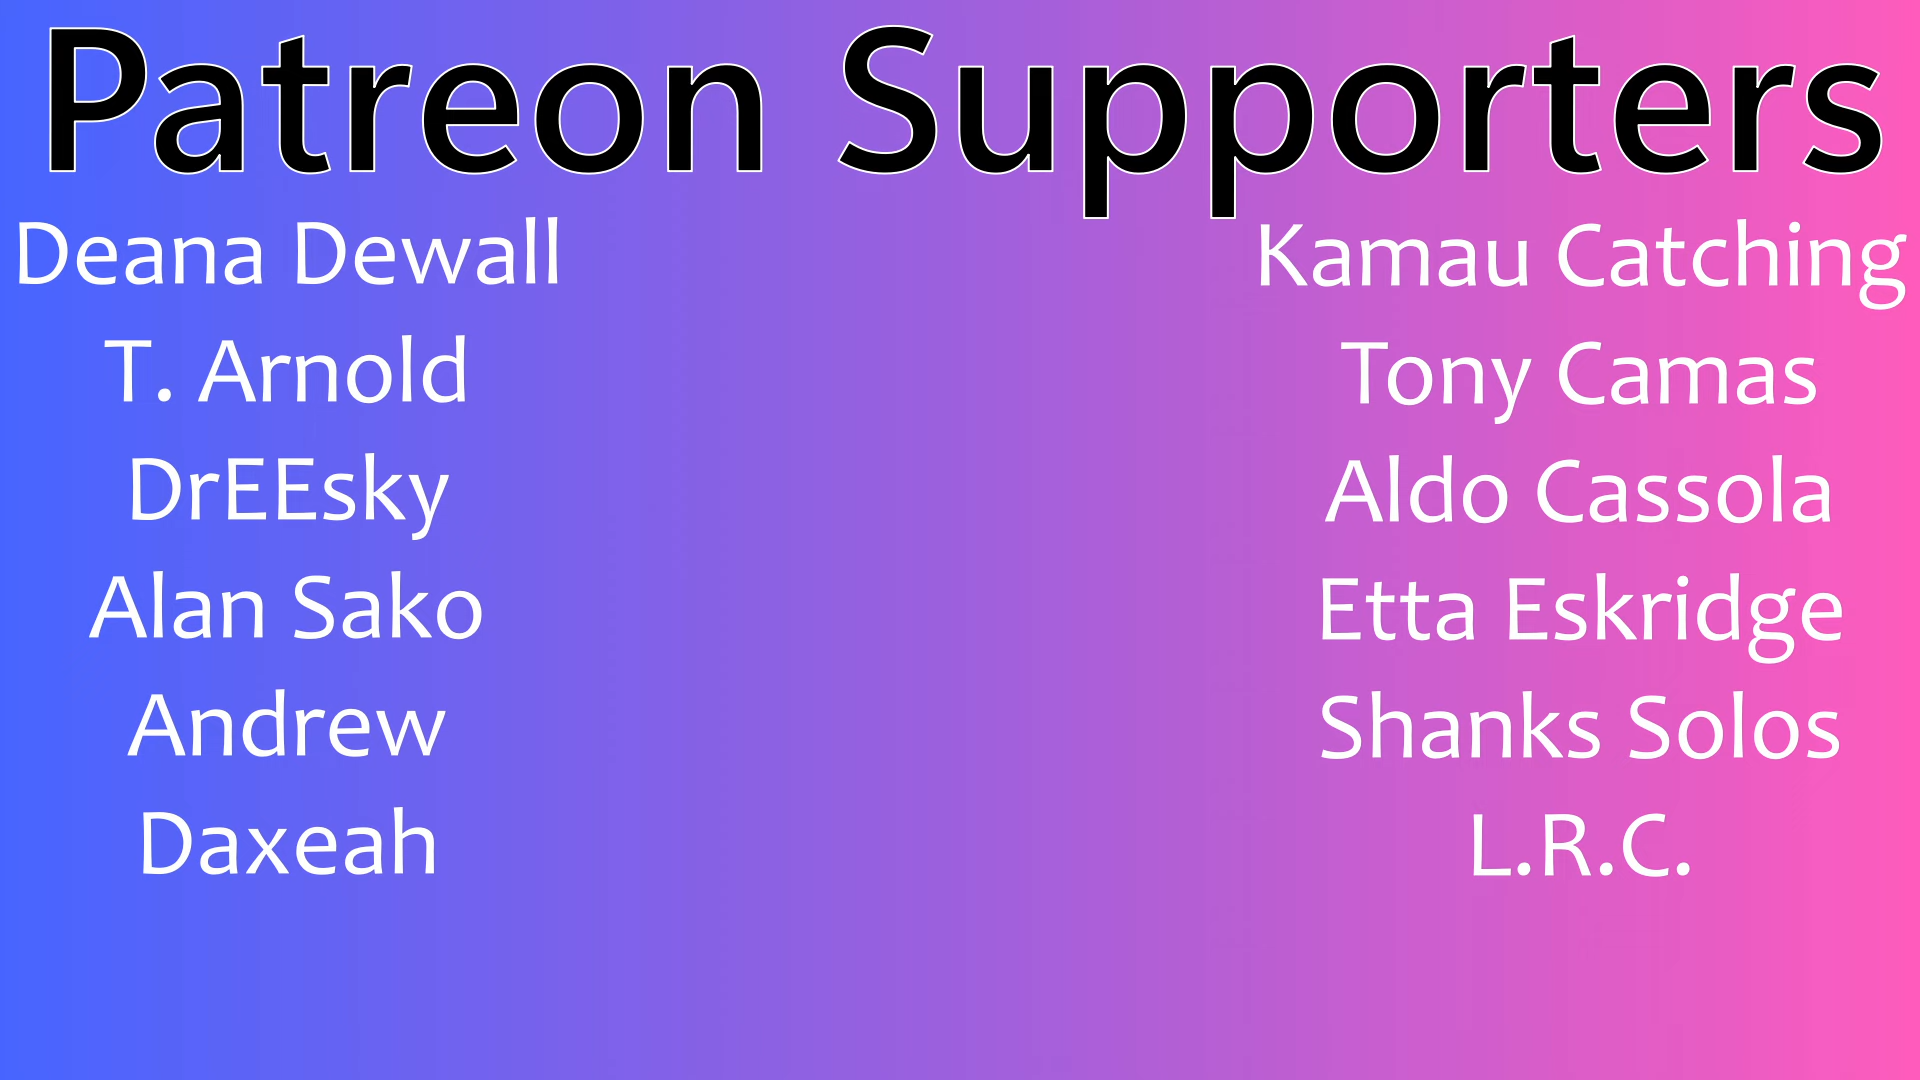 Patreon Supporters
Deana Dewall
T. Arnold
DrEEsky
Alan Sako
Andrew
Daxeah
Kamau Catching
Tony Camas
Aldo Cassola
Etta Eskridge
Shanks Solos
L.R.C.